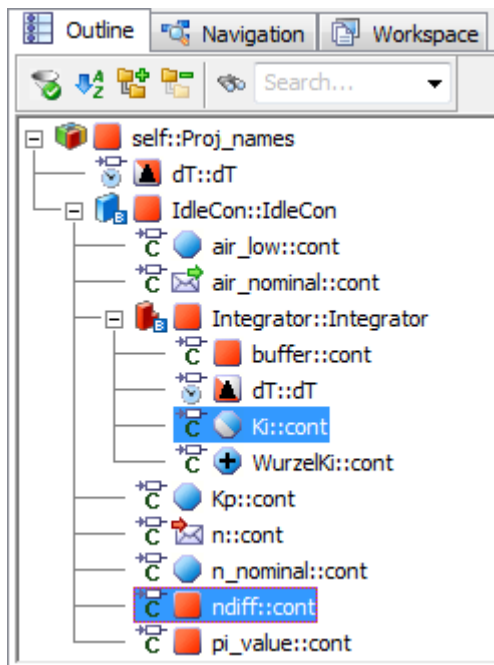 Outline Navigation Workspace
Search...
self::Proj_names
dT::dT
IdleCon::IdleCon
C air_low::cont
C air_nominal::cont
Integrator::Integrator
C buffer::cont
dT::dT
C Ki::cont
C WurzelKi::cont
C Kp::cont
C n::cont
C n_nominal::cont
C ndiff::cont
C pi_value::cont